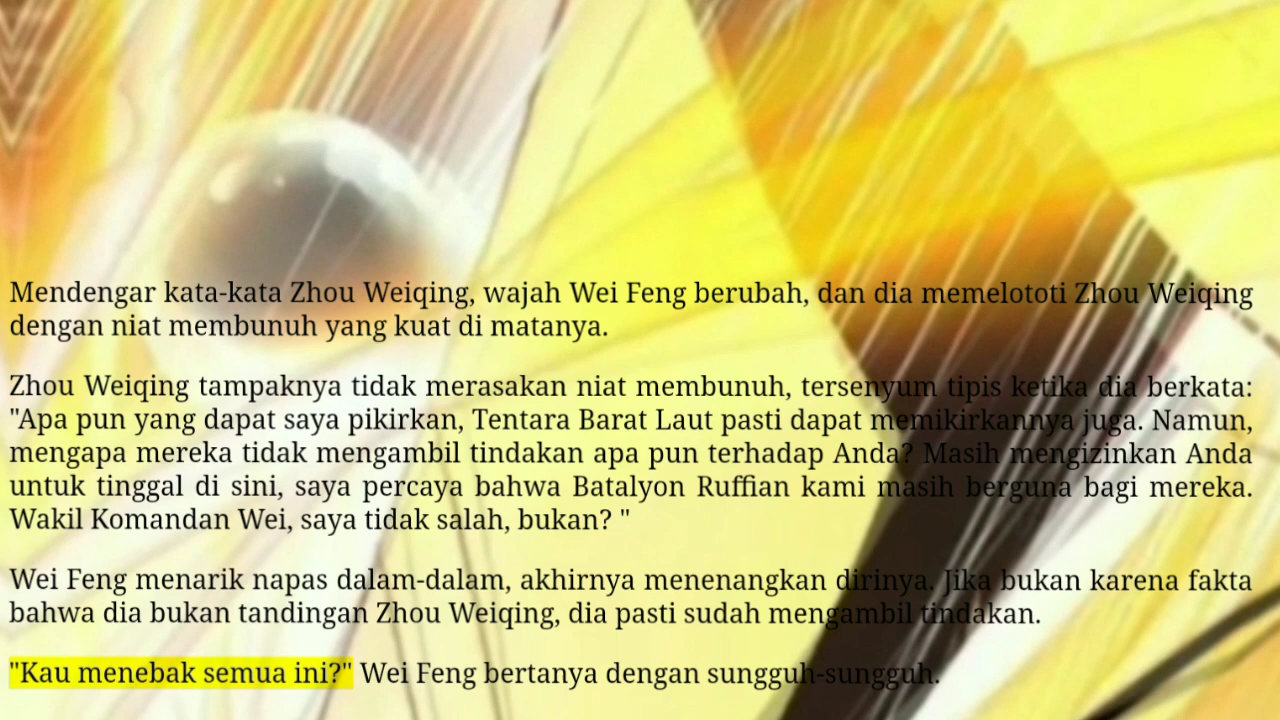 Mendengar kata-kata Zhou Weiqing, wajah Wei Feng berubah, dan dia memelototi Zhou Weiqing
dengan niat membunuh yang kuat di matanya.
Zhou Weiqing tampaknya tidak merasakan niat membunuh, tersenyum tipis ketika dia berkata:
"Apa pun yang dapat saya pikirkan, Tentara Barat Laut pasti dapat memikirkannya juga. Namun,
mengapa mereka tidak mengambil tindakan apa pun terhadap Anda? Masih mengizinkan Anda
untuk tinggal di sini, saya percaya bahwa Batalyon Ruffian kami masih berguna bagi mereka.
Wakil Komandan Wei, saya tidak salah, bukan? "
Wei Feng menarik napas dalam-dalam, akhirnya menenangkan dirinya. Jika bukan karena fakta
bahwa dia bukan tandingan Zhou Weiqing, dia pasti sudah mengambil tindakan.
"Kau menebak semua ini?" Wei Feng bertanya dengan sungguh-sungguh.